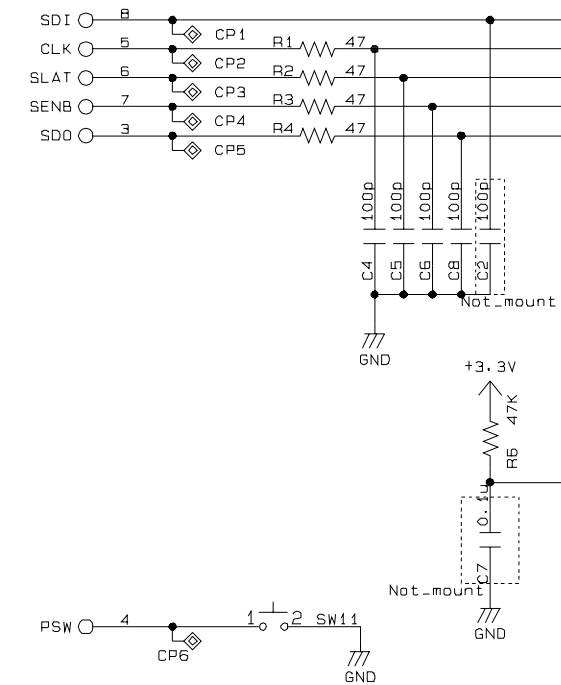 SDI 8
CP1
CLK 5 R1 47
CP2
SLAT 6 R2 47
CP3
SENB 7 R3 47
CP4
SDO 3 R4 47
CP5
100p 100p 100p 100p 100p
C4 C5 C6 C8 C2
Not_mount
GND
+3.3V
47K
R5
0.1u
C7
Not_mount
GND
PSW 4 1 2 SW11
CP6
GND